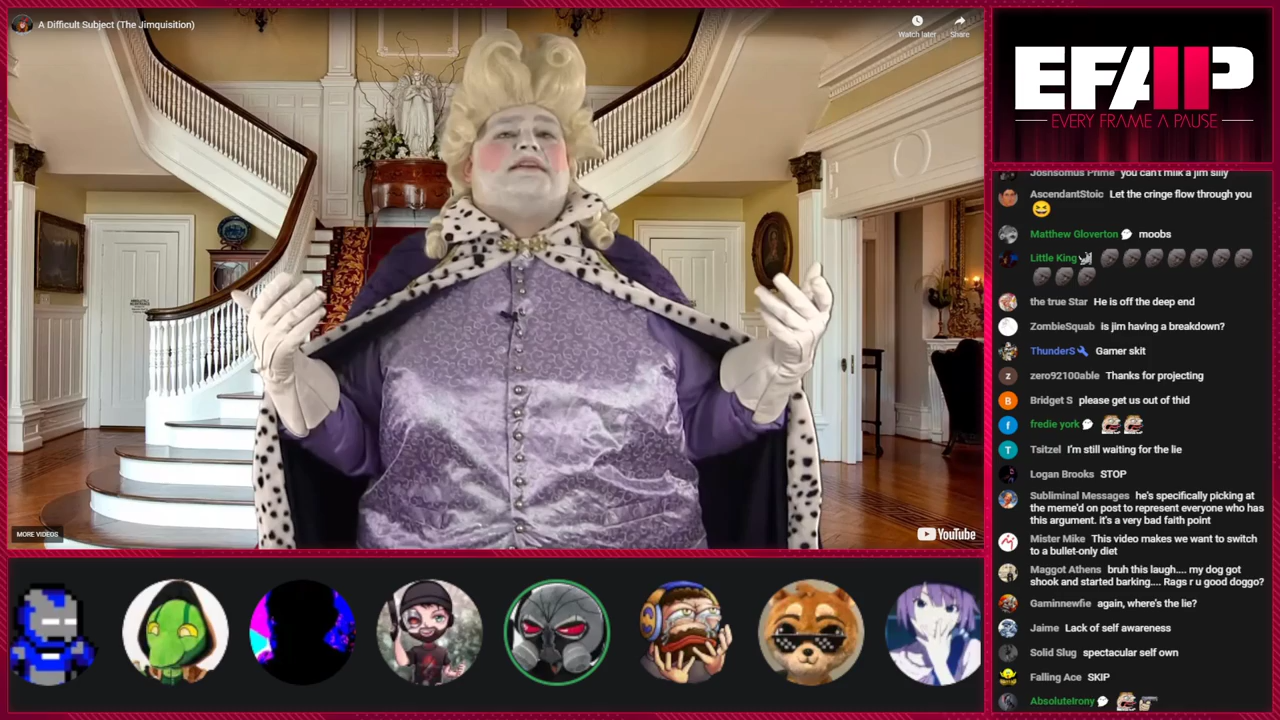 A Difficult Subject (The Jimquisition)
Watch later
Share
MORE VIDEOS
YouTube
EFAP
EVERY FRAME A PAUSE
Joshsomus Prime you can't milk a jim silly
AscendantStoic Let the cringe flow through you
Matthew Gloverton moobs
Little King
the true Star He is off the deep end
ZombieSquab is jim having a breakdown?
ThunderS Gamer skit
z
zero92100able Thanks for projecting
B
Bridget S please get us out of thid
f
fredie york
T
Tsitzel I'm still waiting for the lie
Logan Brooks STOP
Subliminal Messages he's specifically picking at
the meme'd on post to represent everyone who has
this argument. it's a very bad faith point
Mister Mike This video makes we want to switch
to a bullet-only diet
Maggot Athens bruh this laugh.... my dog got
shook and started barking.... Rags r u good doggo?
Gaminnewfie again, where's the lie?
Jaime Lack of self awareness
Solid Slug spectacular self own
Falling Ace SKIP
AbsoluteIrony